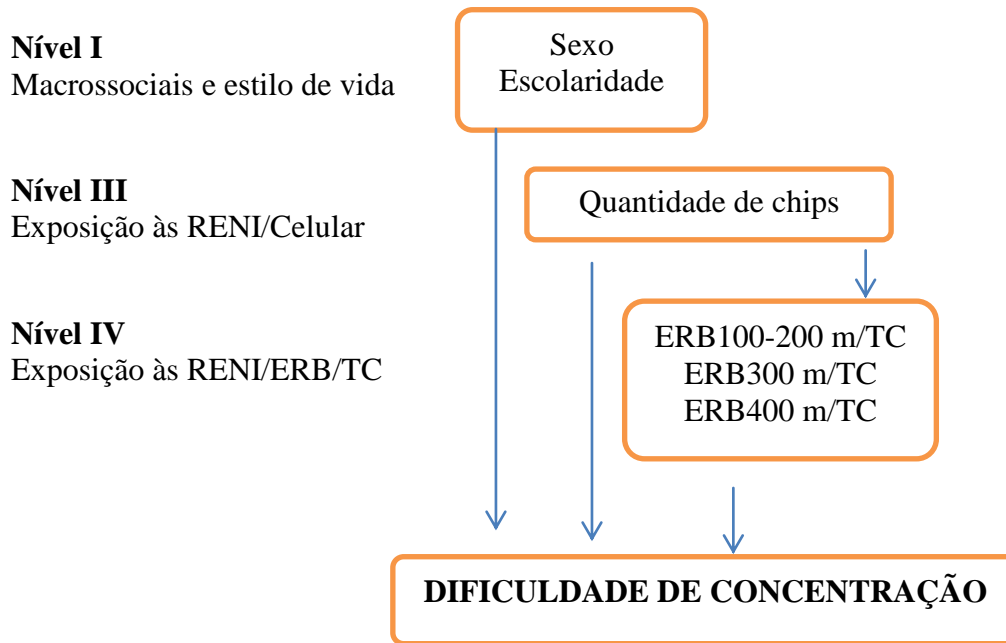 Nível I
Macrossociais e estilo de vida
Sexo
Escolaridade
Nível III
Exposição às RENI/Celular
Quantidade de chips
Nível IV
Exposição às RENI/ERB/TC
ERB100-200 m/TC
ERB300 m/TC
ERB400 m/TC
DIFICULDADE DE CONCENTRAÇÃO